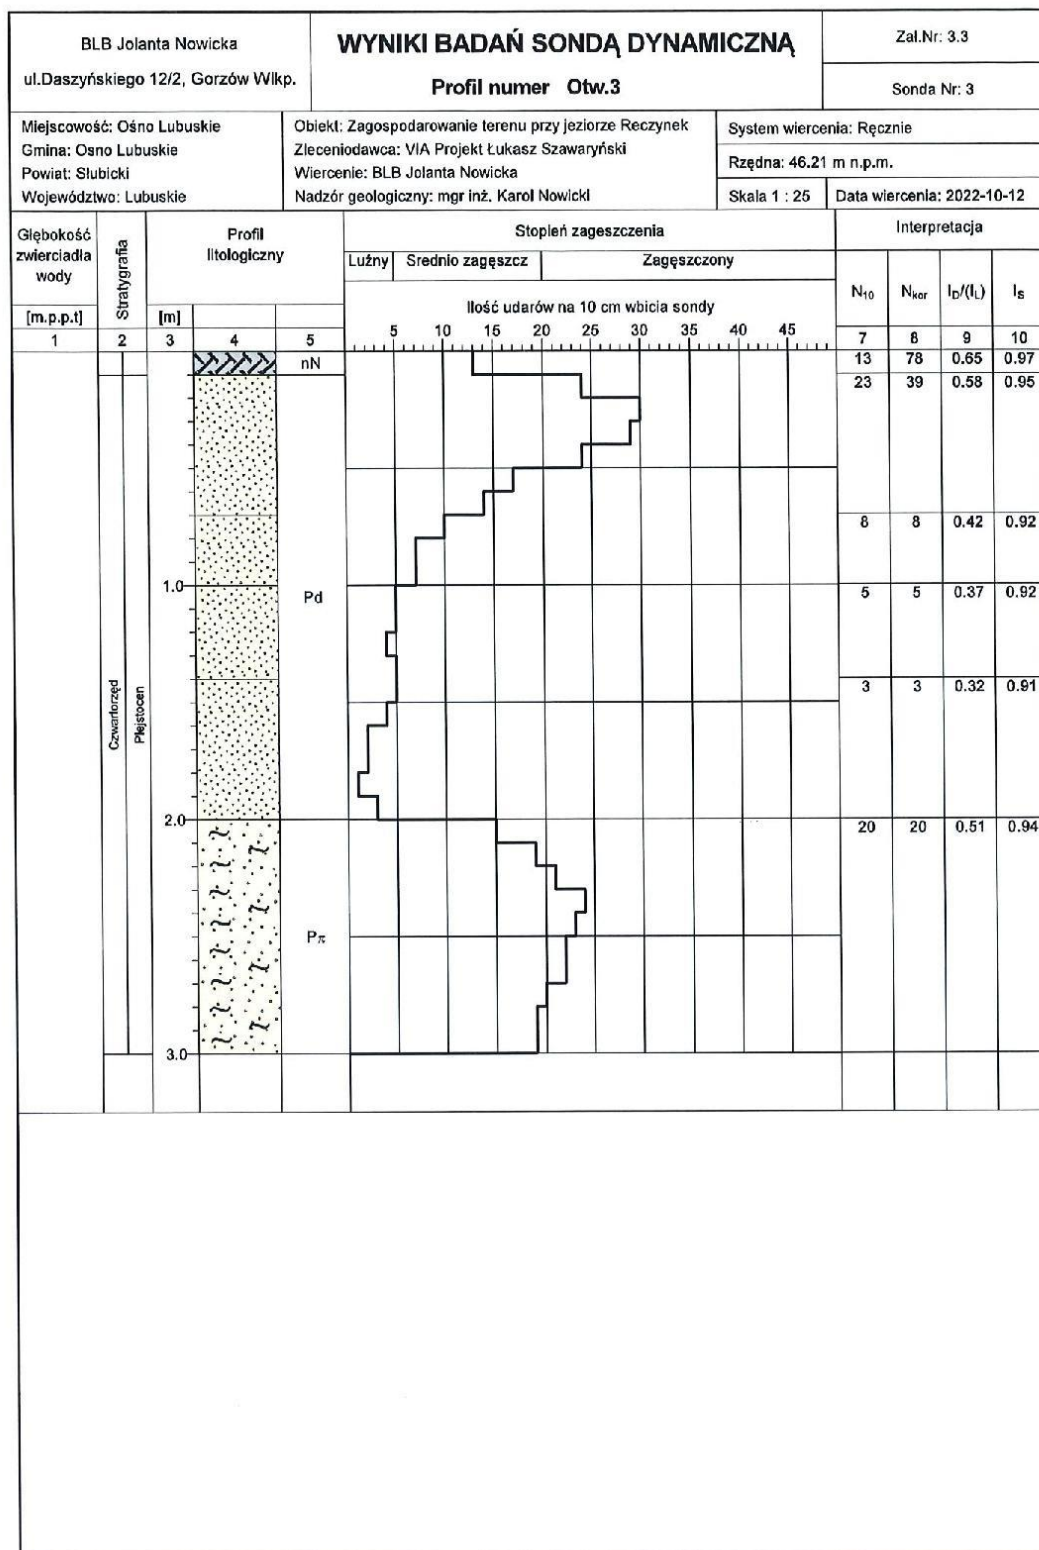 BLB Jolanta Nowicka
ul.Daszyńskiego 12/2, Gorzów Wlkp.
WYNIKI BADAŃ SONDĄ DYNAMICZNĄ
Profil numer Otw.3
Zał.Nr: 3.3
Sonda Nr: 3
Miejscowość: Ośno Lubuskie
Gmina: Osno Lubuskie
Powiat: Słubicki
Województwo: Lubuskie
Obiekt: Zagospodarowanie terenu przy jeziorze Reczynek
Zleceniodawca: VIA Projekt Łukasz Szawaryński
Wiercenie: BLB Jolanta Nowicka
Nadzór geologiczny: mgr inż. Karol Nowicki
System wiercenia: Ręcznie
Rzędna: 46.21 m n.p.m.
Skala 1 : 25
Data wiercenia: 2022-10-12
Głębokość
zwierciadła
wody
[m.p.p.t]
Stratygrafia
Profil
litologiczny
[m]
Stopień zagęszczenia
Luźny
Srednio zagęszcz
Zagęszczony
Ilość udarów na 10 cm wbicia sondy
5 10 15 20 25 30 35 40 45
Interpretacja
N10 Nkor ID/(IL) IS
1 2 3 4 5 7 8 9 10
nN 13 78 0.65 0.97
23 39 0.58 0.95
8 8 0.42 0.92
1.0 Pd 5 5 0.37 0.92
3 3 0.32 0.91
Czwartorzęd
Plejstocen
2.0 20 20 0.51 0.94
Pπ
3.0